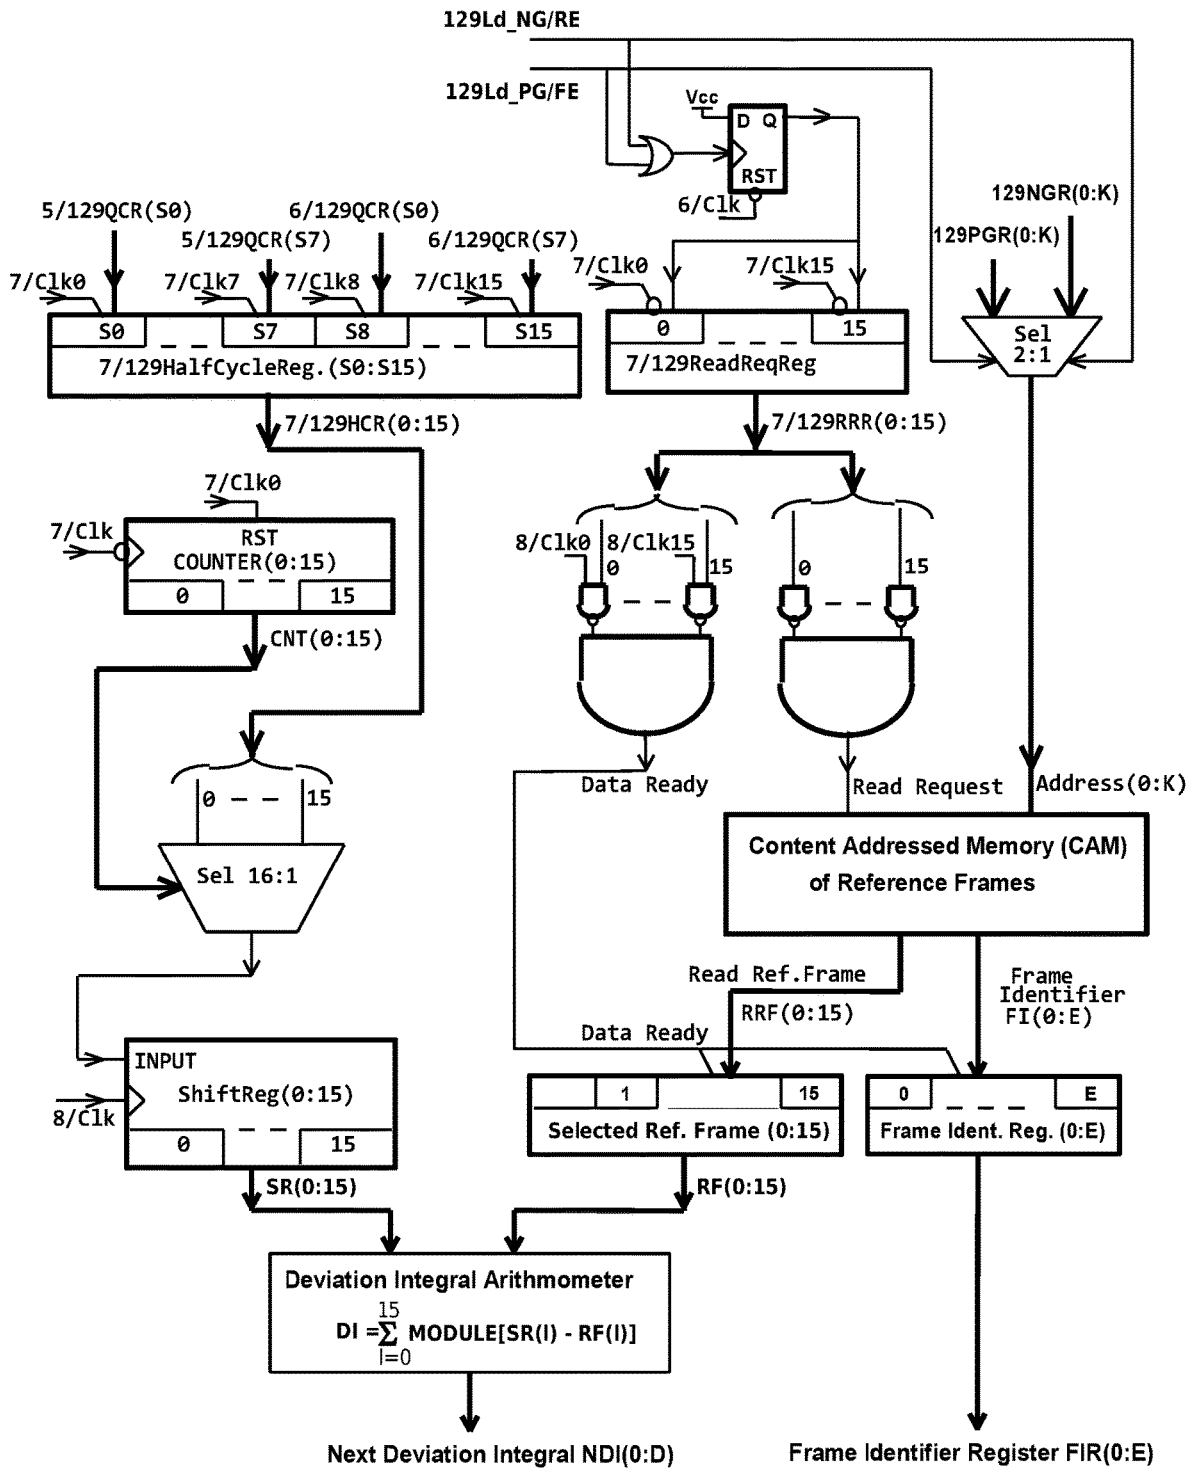 129Ld_NG/RE
129Ld_PG/FE
Vcc
D Q
RST
6/Clk
129NGR(0:K)
129PGR(0:K)
5/129QCR(S0)
6/129QCR(S0)
5/129QCR(S7)
6/129QCR(S7)
7/Clk0
7/Clk7
7/Clk8
7/Clk15
7/Clk0
7/Clk15
S0
S7
S8
S15
7/129HalfCycleReg.(S0:S15)
0
15
7/129ReadReqReg
Sel
2:1
7/129HCR(0:15)
7/129RRR(0:15)
7/Clk0
7/Clk
RST
COUNTER(0:15)
0
15
CNT(0:15)
8/Clk0
8/Clk15
0
15
0
15
Data Ready
Read Request
Address(0:K)
0
15
Sel 16:1
Content Addressed Memory (CAM)
of Reference Frames
Read Ref.Frame
RRF(0:15)
Frame
Identifier
FI(0:E)
Data Ready
INPUT
ShiftReg(0:15)
8/Clk
0
15
1
15
Selected Ref. Frame (0:15)
0
E
Frame Ident. Reg. (0:E)
SR(0:15)
RF(0:15)
Deviation Integral Arithmometer
15
DI =Σ MODULE[SR(I) - RF(I)]
I=0
Next Deviation Integral NDI(0:D)
Frame Identifier Register FIR(0:E)